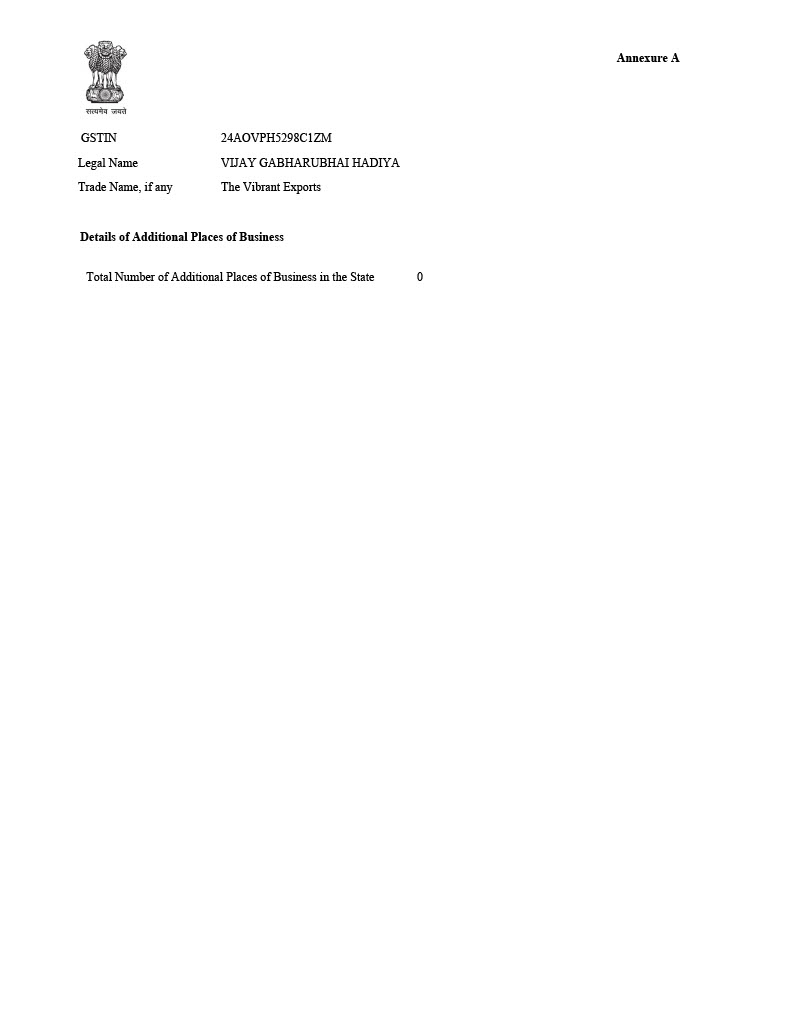 Annexure A
सत्यमेव जयते
GSTIN 24AOVPH5298C1ZM
Legal Name VIJAY GABHARUBHAI HADIYA
Trade Name, if any The Vibrant Exports
Details of Additional Places of Business
Total Number of Additional Places of Business in the State 0